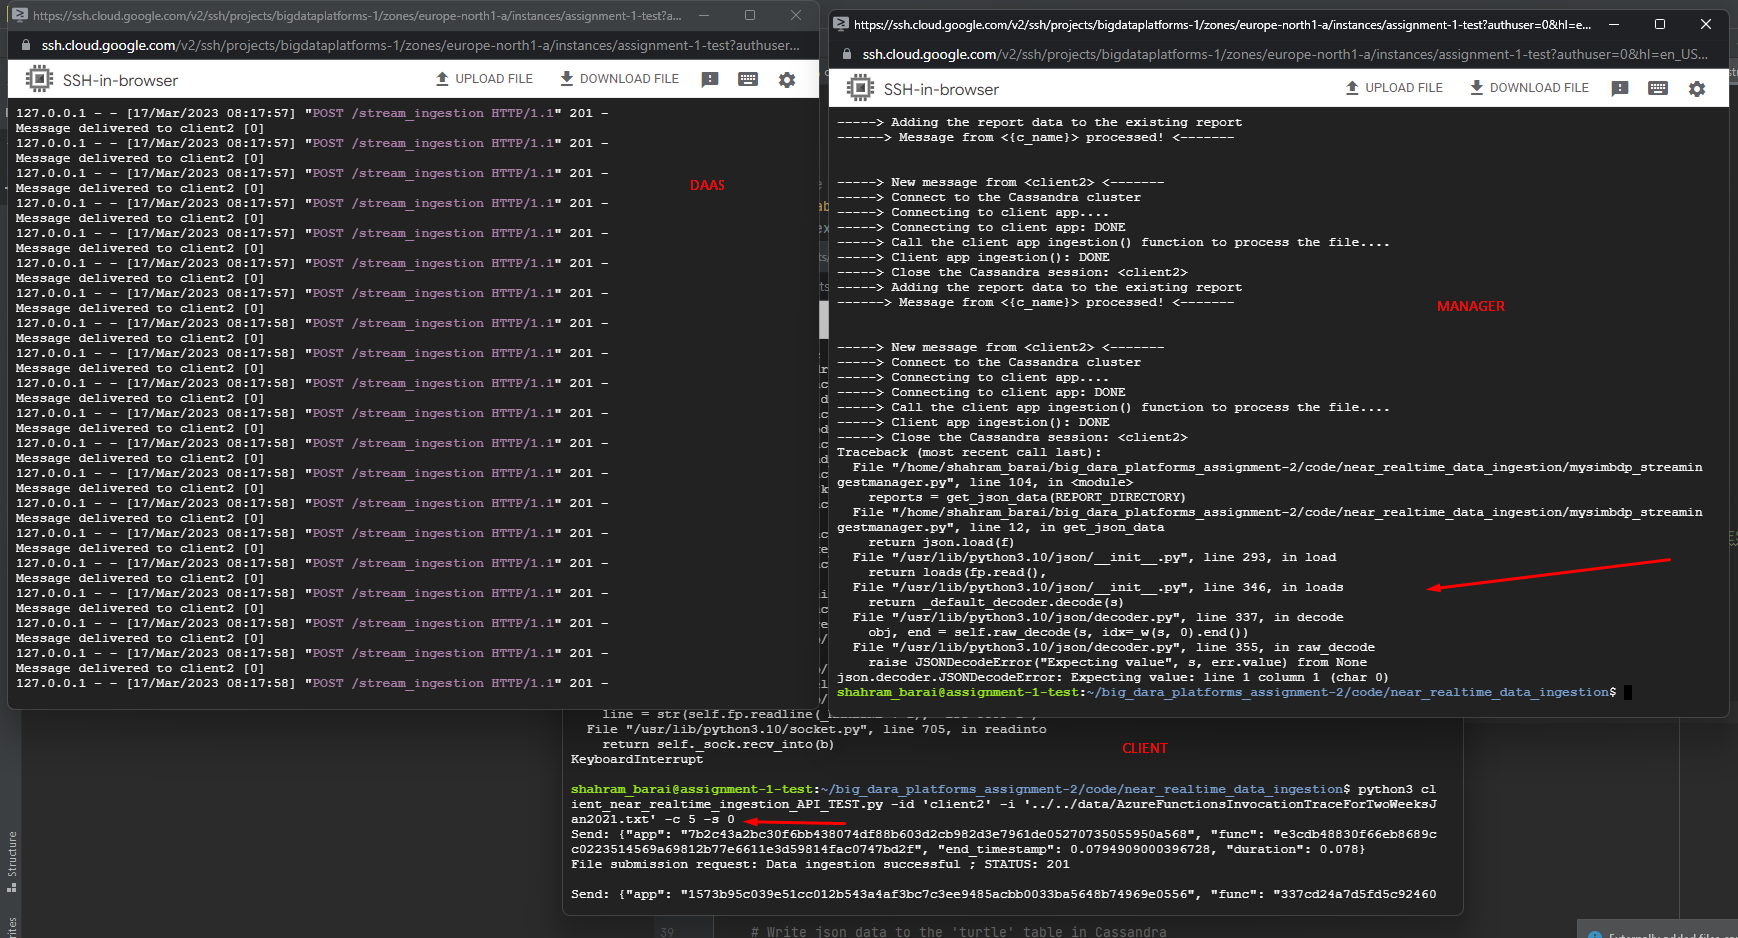 https://ssh.cloud.google.com/v2/ssh/projects/bigdataplatforms-1/zones/europe-north1-a/instances/assignment-1-test?a...
ssh.cloud.google.com/v2/ssh/projects/bigdataplatforms-1/zones/europe-north1-a/instances/assignment-1-test?authuser...
SSH-in-browser
UPLOAD FILE
DOWNLOAD FILE
127.0.0.1 - - [17/Mar/2023 08:17:57] "POST /stream_ingestion HTTP/1.1" 201 -
Message delivered to client2 [0]
127.0.0.1 - - [17/Mar/2023 08:17:57] "POST /stream_ingestion HTTP/1.1" 201 -
Message delivered to client2 [0]
127.0.0.1 - - [17/Mar/2023 08:17:57] "POST /stream_ingestion HTTP/1.1" 201 -
Message delivered to client2 [0]
127.0.0.1 - - [17/Mar/2023 08:17:57] "POST /stream_ingestion HTTP/1.1" 201 -
Message delivered to client2 [0]
127.0.0.1 - - [17/Mar/2023 08:17:57] "POST /stream_ingestion HTTP/1.1" 201 -
Message delivered to client2 [0]
127.0.0.1 - - [17/Mar/2023 08:17:57] "POST /stream_ingestion HTTP/1.1" 201 -
Message delivered to client2 [0]
127.0.0.1 - - [17/Mar/2023 08:17:57] "POST /stream_ingestion HTTP/1.1" 201 -
Message delivered to client2 [0]
127.0.0.1 - - [17/Mar/2023 08:17:58] "POST /stream_ingestion HTTP/1.1" 201 -
Message delivered to client2 [0]
127.0.0.1 - - [17/Mar/2023 08:17:58] "POST /stream_ingestion HTTP/1.1" 201 -
Message delivered to client2 [0]
127.0.0.1 - - [17/Mar/2023 08:17:58] "POST /stream_ingestion HTTP/1.1" 201 -
Message delivered to client2 [0]
127.0.0.1 - - [17/Mar/2023 08:17:58] "POST /stream_ingestion HTTP/1.1" 201 -
Message delivered to client2 [0]
127.0.0.1 - - [17/Mar/2023 08:17:58] "POST /stream_ingestion HTTP/1.1" 201 -
Message delivered to client2 [0]
127.0.0.1 - - [17/Mar/2023 08:17:58] "POST /stream_ingestion HTTP/1.1" 201 -
Message delivered to client2 [0]
127.0.0.1 - - [17/Mar/2023 08:17:58] "POST /stream_ingestion HTTP/1.1" 201 -
Message delivered to client2 [0]
127.0.0.1 - - [17/Mar/2023 08:17:58] "POST /stream_ingestion HTTP/1.1" 201 -
Message delivered to client2 [0]
127.0.0.1 - - [17/Mar/2023 08:17:58] "POST /stream_ingestion HTTP/1.1" 201 -
Message delivered to client2 [0]
127.0.0.1 - - [17/Mar/2023 08:17:58] "POST /stream_ingestion HTTP/1.1" 201 -
Message delivered to client2 [0]
127.0.0.1 - - [17/Mar/2023 08:17:58] "POST /stream_ingestion HTTP/1.1" 201 -
Message delivered to client2 [0]
127.0.0.1 - - [17/Mar/2023 08:17:58] "POST /stream_ingestion HTTP/1.1" 201 -
Message delivered to client2 [0]
127.0.0.1 - - [17/Mar/2023 08:17:58] "POST /stream_ingestion HTTP/1.1" 201 -
DAAS
https://ssh.cloud.google.com/v2/ssh/projects/bigdataplatforms-1/zones/europe-north1-a/instances/assignment-1-test?authuser=0&hl=e...
ssh.cloud.google.com/v2/ssh/projects/bigdataplatforms-1/zones/europe-north1-a/instances/assignment-1-test?authuser=0&hl=en_US...
SSH-in-browser
UPLOAD FILE
DOWNLOAD FILE
-----> Adding the report data to the existing report
------> Message from <{c_name}> processed! <-------
-----> New message from <client2> <-------
-----> Connect to the Cassandra cluster
-----> Connecting to client app....
-----> Connecting to client app: DONE
-----> Call the client app ingestion() function to process the file....
-----> Client app ingestion(): DONE
-----> Close the Cassandra session: <client2>
-----> Adding the report data to the existing report
------> Message from <{c_name}> processed! <-------
MANAGER
-----> New message from <client2> <-------
-----> Connect to the Cassandra cluster
-----> Connecting to client app....
-----> Connecting to client app: DONE
-----> Call the client app ingestion() function to process the file....
-----> Client app ingestion(): DONE
-----> Close the Cassandra session: <client2>
Traceback (most recent call last):
File "/home/shahram_barai/big_dara_platforms_assignment-2/code/near_realtime_data_ingestion/mysimbdp_streamin
gestmanager.py", line 104, in <module>
reports = get_json_data(REPORT_DIRECTORY)
File "/home/shahram_barai/big_dara_platforms_assignment-2/code/near_realtime_data_ingestion/mysimbdp_streamin
gestmanager.py", line 12, in get_json_data
return json.load(f)
File "/usr/lib/python3.10/json/__init__.py", line 293, in load
return loads(fp.read(),
File "/usr/lib/python3.10/json/__init__.py", line 346, in loads
return _default_decoder.decode(s)
File "/usr/lib/python3.10/json/decoder.py", line 337, in decode
obj, end = self.raw_decode(s, idx=_w(s, 0).end())
File "/usr/lib/python3.10/json/decoder.py", line 355, in raw_decode
raise JSONDecodeError("Expecting value", s, err.value) from None
json.decoder.JSONDecodeError: Expecting value: line 1 column 1 (char 0)
shahram_barai@assignment-1-test:~/big_dara_platforms_assignment-2/code/near_realtime_data_ingestion$
File "/usr/lib/python3.10/socket.py", line 705, in readinto
return self._sock.recv_into(b)
KeyboardInterrupt
CLIENT
shahram_barai@assignment-1-test:~/big_dara_platforms_assignment-2/code/near_realtime_data_ingestion$ python3 cl
ient_near_realtime_ingestion_API_TEST.py -id 'client2' -i '../../data/AzureFunctionsInvocationTraceForTwoWeeksJ
an2021.txt' -c 5 -s 0
Send: {"app": "7b2c43a2bc30f6bb438074df88b603d2cb982d3e7961de05270735055950a568", "func": "e3cdb48830f66eb8689c
c0223514569a69812b77e6611e3d59814fac0747bd2f", "end_timestamp": 0.0794909000396728, "duration": 0.078}
File submission request: Data ingestion successful ; STATUS: 201
Send: {"app": "1573b95c039e51cc012b543a4af3bc7c3ee9485acbb0033ba5648b74969e0556", "func": "337cd24a7d5fd5c92460
Structure
39
# Write json data to the 'turtle' table in Cassandra